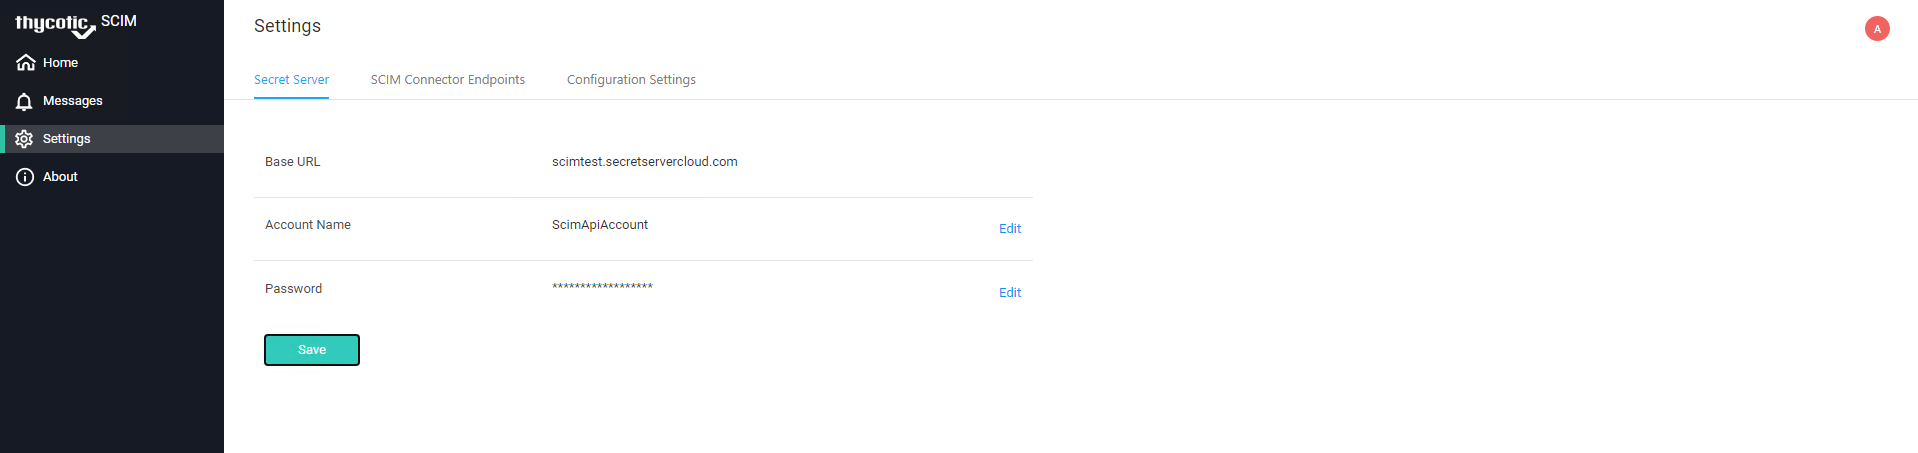 thycotic SCIM
Home
Messages
Settings
About
Settings
A
Secret Server SCIM Connector Endpoints Configuration Settings
Base URL scimtest.secretservercloud.com
Account Name ScimApiAccount Edit
Password ****************** Edit
Save